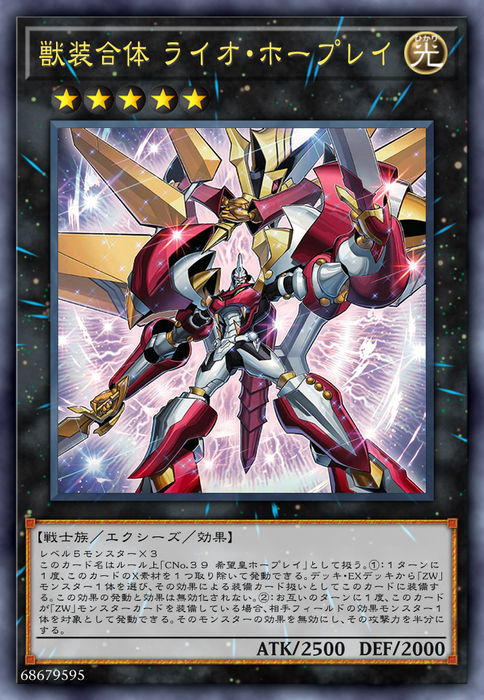 獣装合体 ライオ・ホープレイ
ひかり
光
【戦士族／エクシーズ／効果】
レベル５モンスター×３
このカード名はルール上「CNo.３９ 希望皇ホープレイ」として扱う。①：１ターンに
１度、このカードのX素材を１つ取り除いて発動できる。デッキ・EXデッキから「ZW」
モンスター１体を選び、その効果による装備カード扱いとしてこのカードに装備す
る。この効果の発動と効果は無効化されない。②：お互いのターンに１度、このカード
が「ZW」モンスターカードを装備している場合、相手フィールドの効果モンスター１
体を対象として発動できる。そのモンスターの効果を無効にし、その攻撃力を半分に
する。
ATK/2500 DEF/2000
68679595